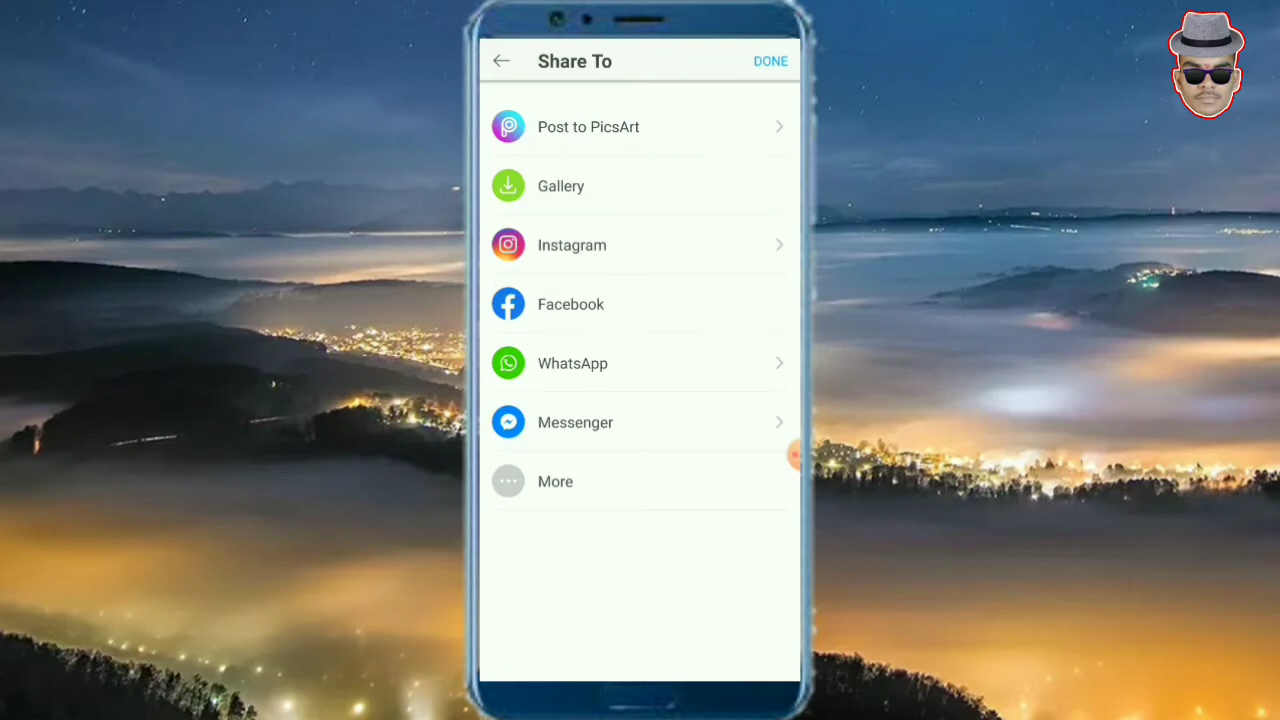 Share To
DONE
Post to PicsArt
Gallery
Instagram
Facebook
WhatsApp
Messenger
More